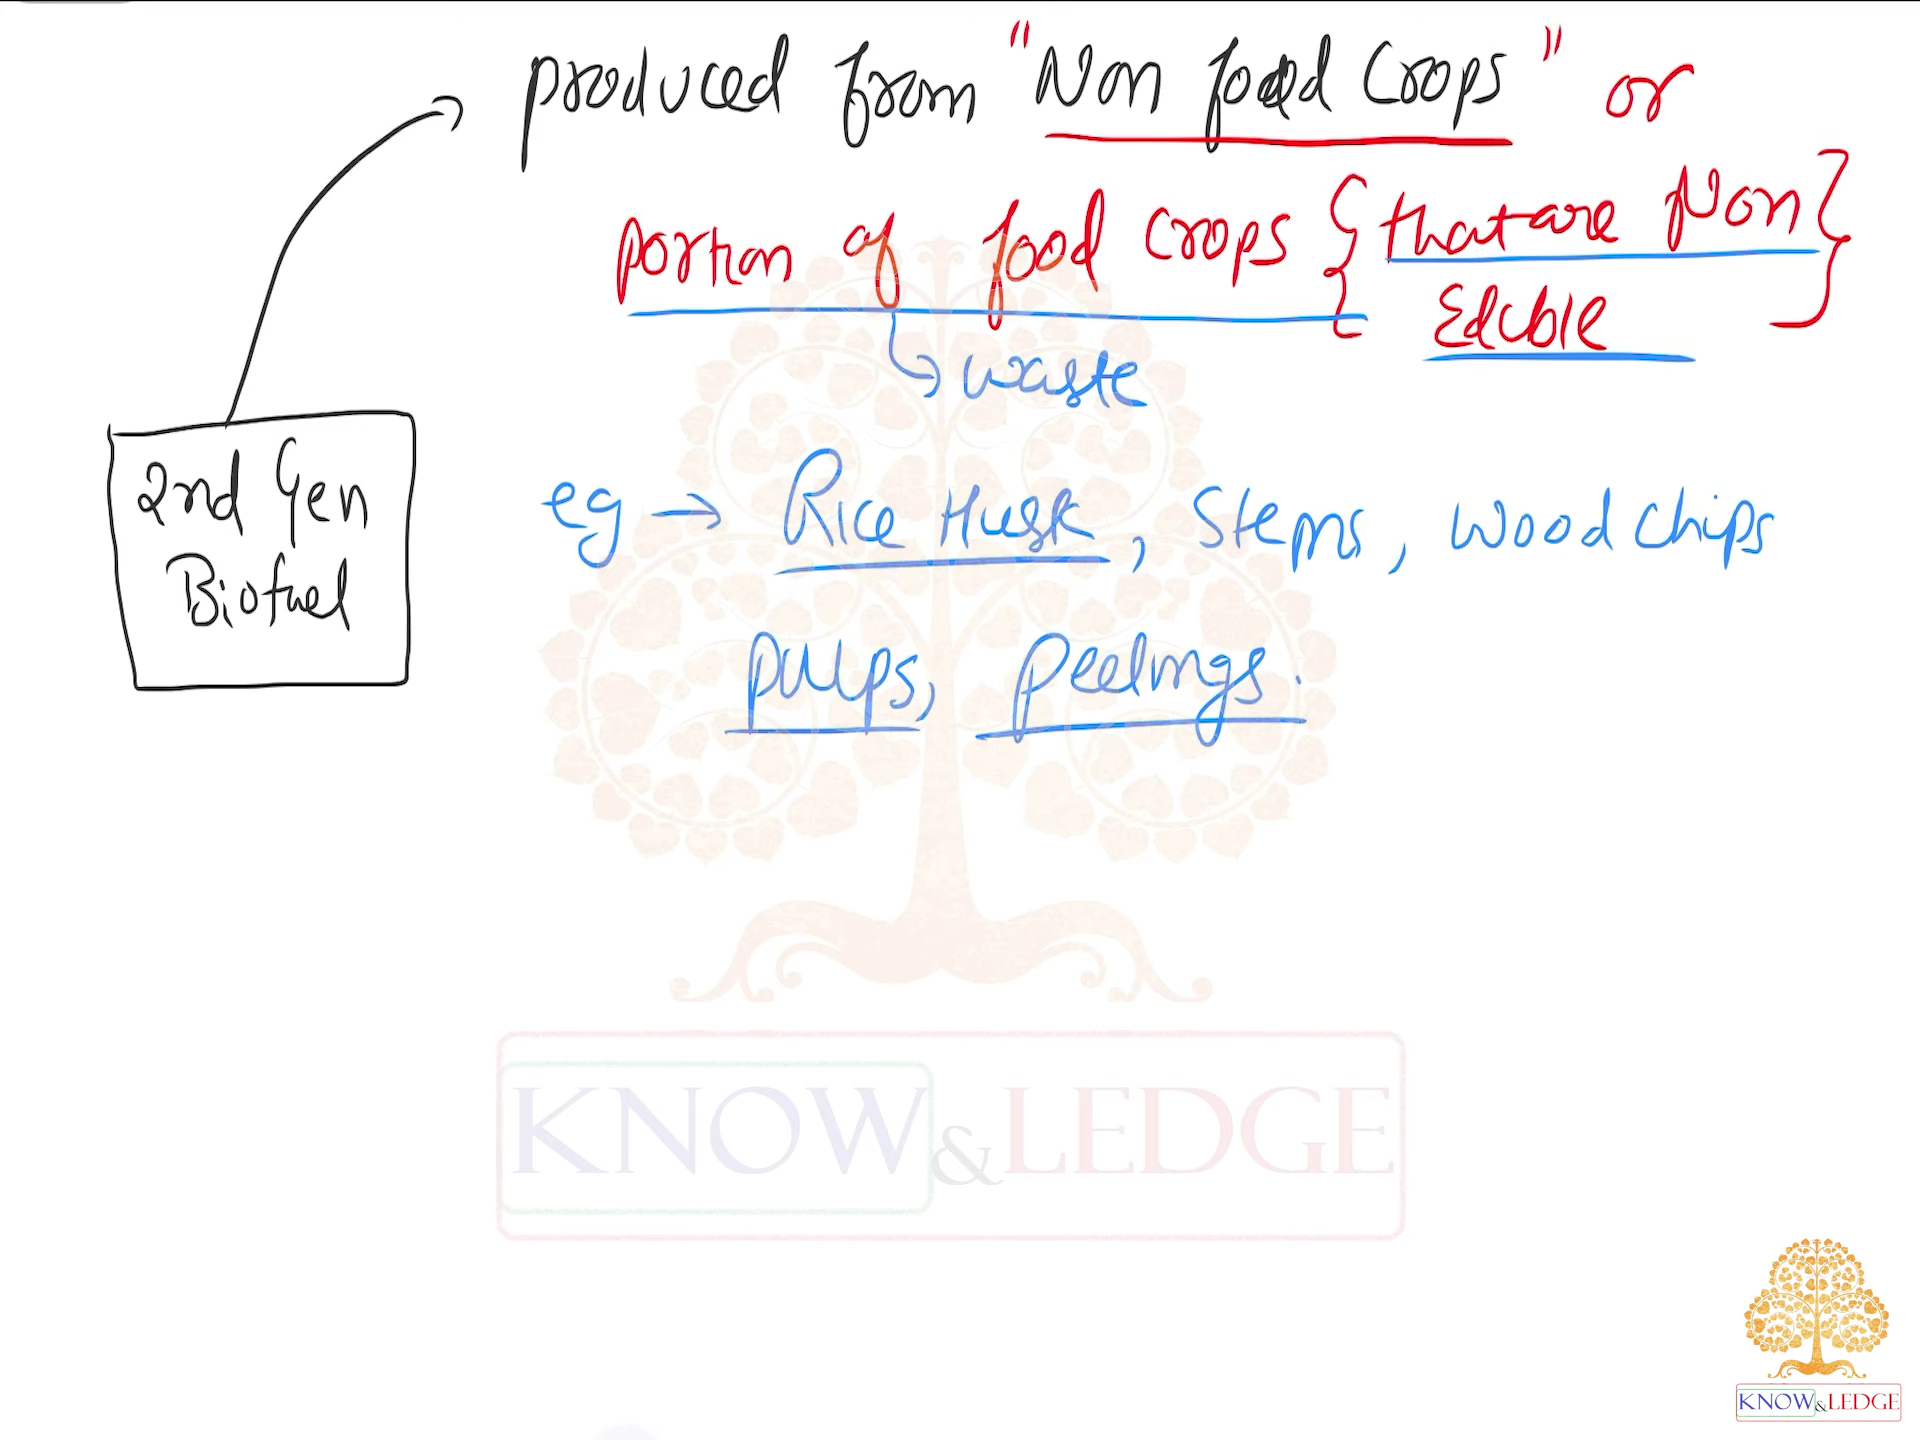 produced from "Non food Crops" or
portion of food crops {that are Non
Edible}
waste
2nd Gen
Biofuel
eg → Rice Husk, Stems, wood chips
pulps, peelings.
KNOW&LEDGE
KNOW&LEDGE